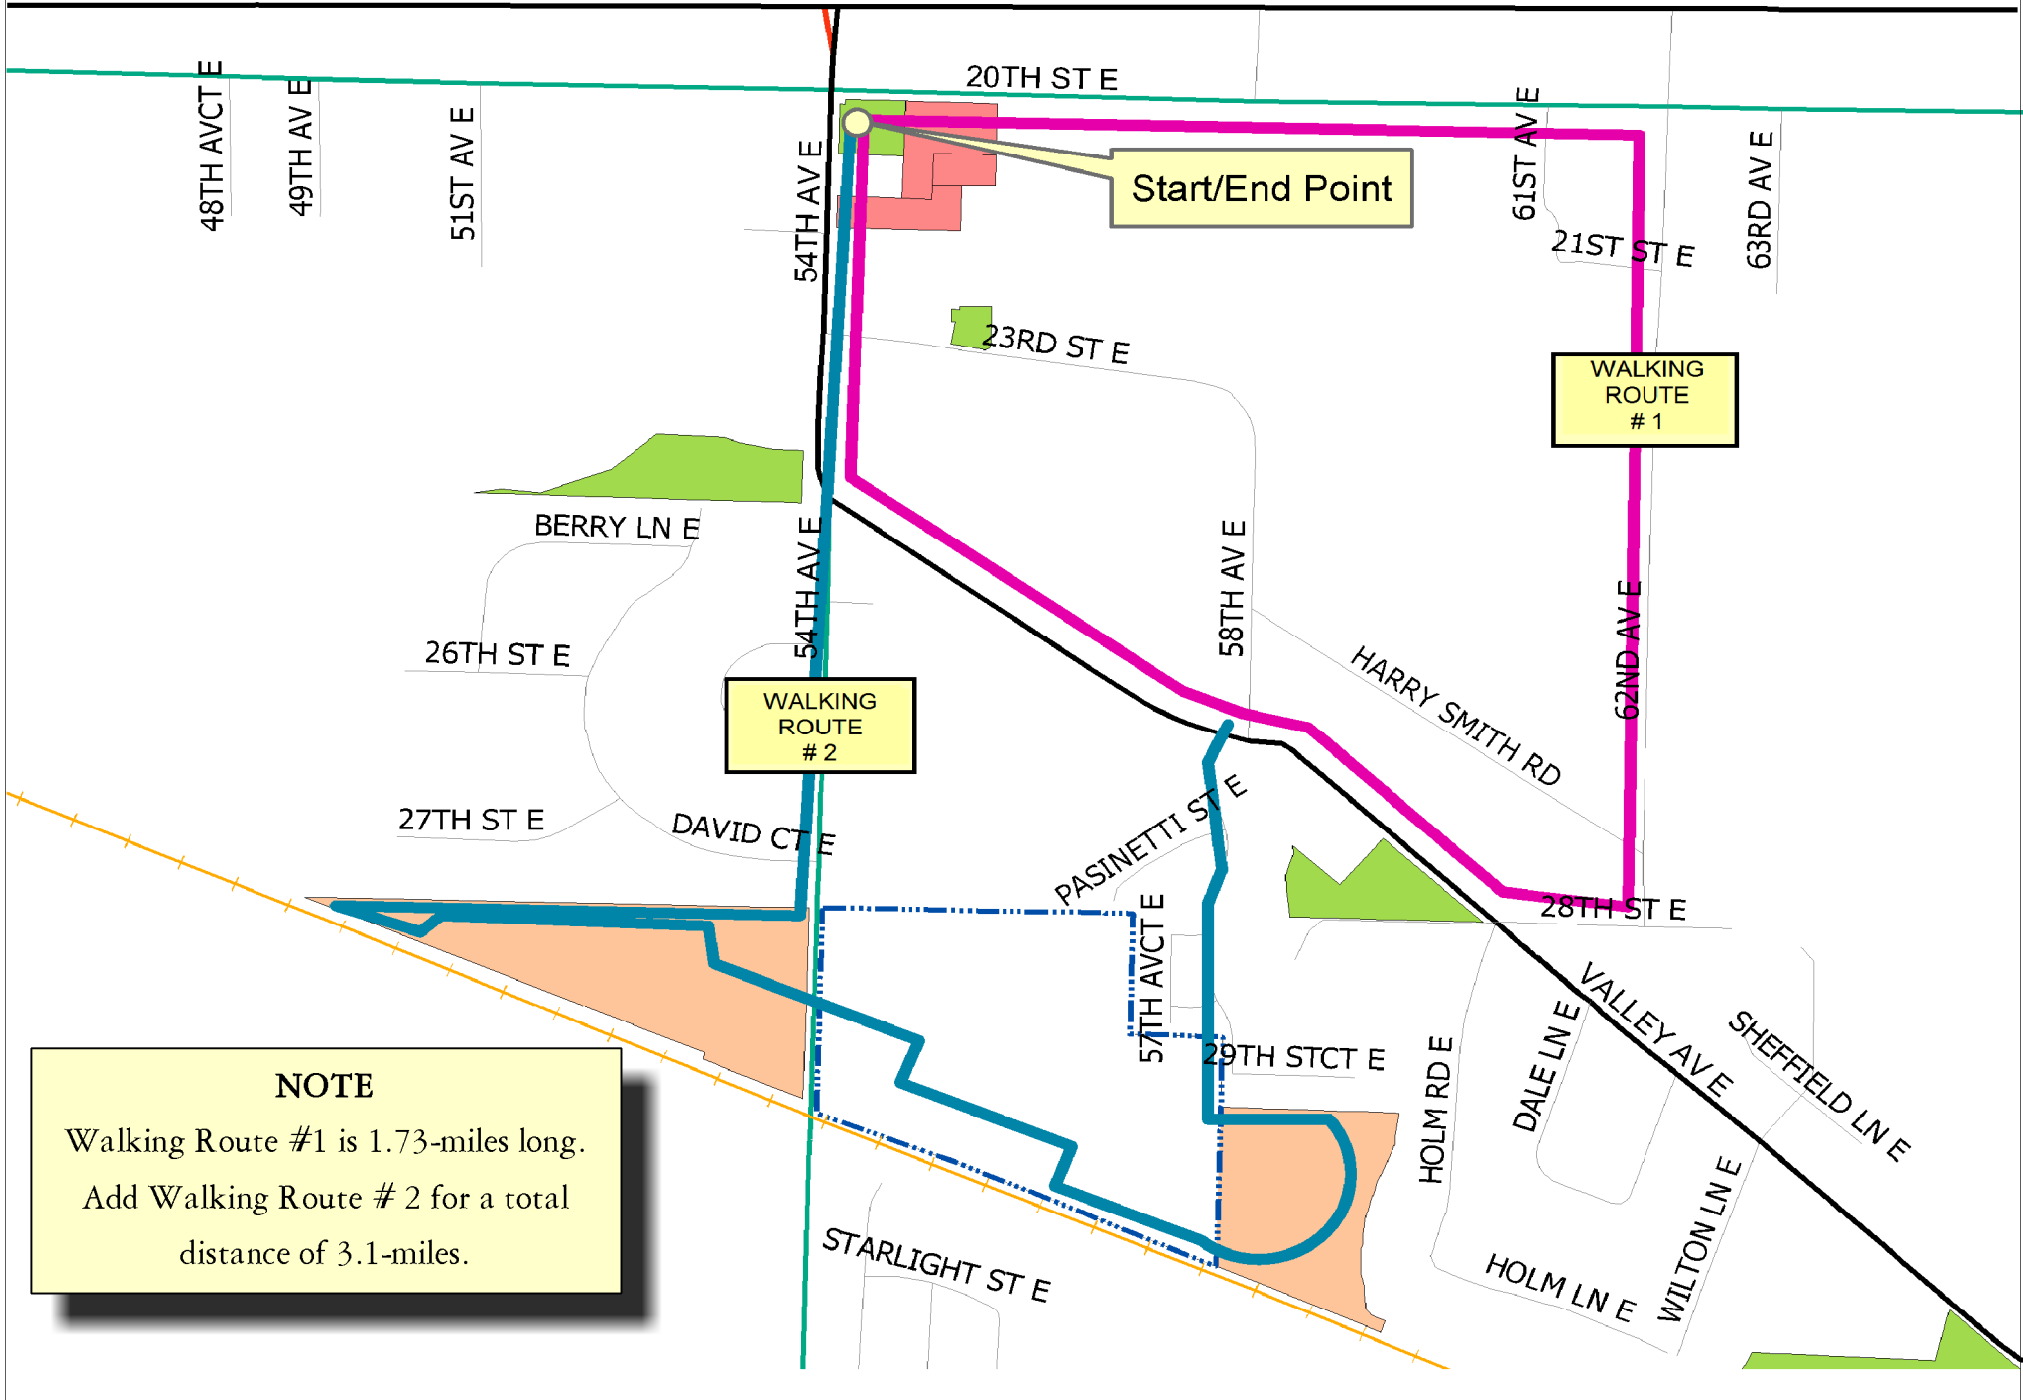 20TH ST E
48TH AVCT E
49TH AV E
51ST AV E
54TH AV E
Start/End Point
61ST AV E
21ST ST E
63RD AV E
23RD ST E
WALKING
ROUTE
# 1
BERRY LN E
54TH AV E
58TH AV E
26TH ST E
HARRY SMITH RD
62ND AV E
WALKING
ROUTE
# 2
27TH ST E
DAVID CT E
PASINETTI ST E
28TH ST E
57TH AVCT E
29TH STCT E
VALLEY AV E
SHEFFIELD LN E
HOLM RD E
DALE LN E
WILTON LN E
HOLM LN E
STARLIGHT ST E
NOTE
Walking Route #1 is 1.73-miles long.
Add Walking Route # 2 for a total
distance of 3.1-miles.